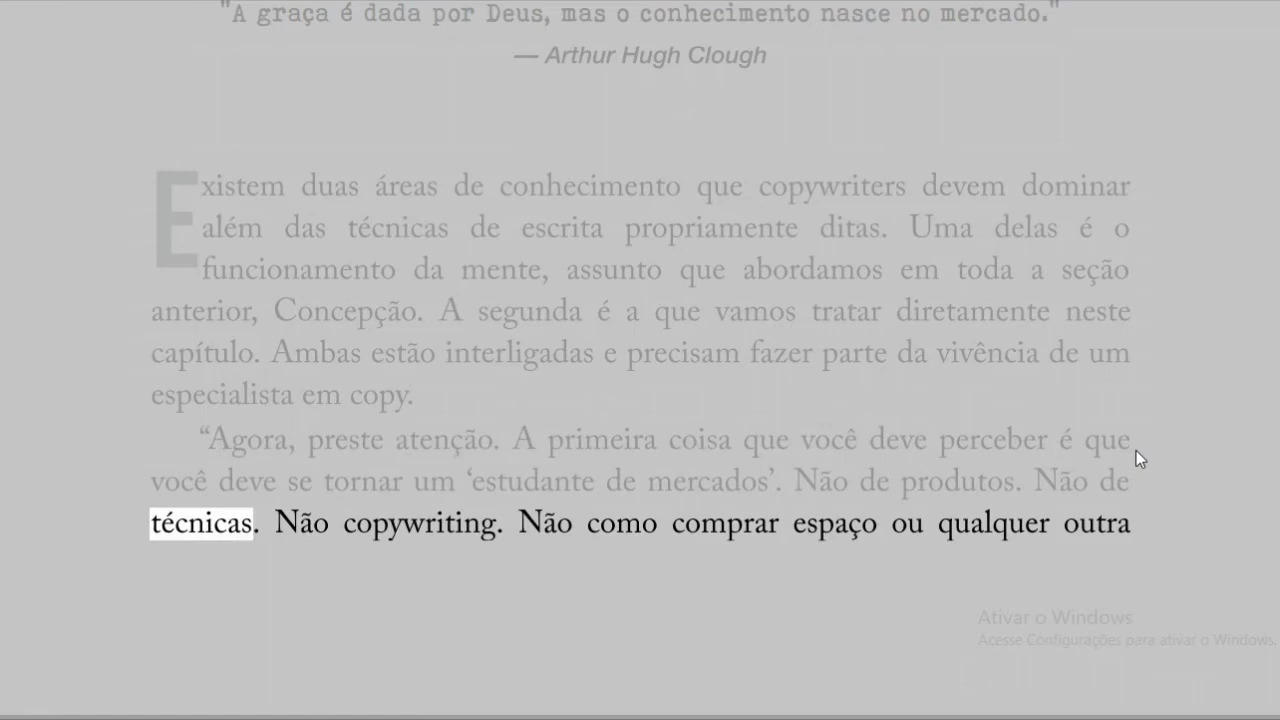 "A graça é dada por Deus, mas o conhecimento nasce no mercado."
— Arthur Hugh Clough
Existem duas áreas de conhecimento que copywriters devem dominar
além das técnicas de escrita propriamente ditas. Uma delas é o
funcionamento da mente, assunto que abordamos em toda a seção
anterior, Concepção. A segunda é a que vamos tratar diretamente neste
capítulo. Ambas estão interligadas e precisam fazer parte da vivência de um
especialista em copy.
“Agora, preste atenção. A primeira coisa que você deve perceber é que
você deve se tornar um ‘estudante de mercados’. Não de produtos. Não de
técnicas. Não copywriting. Não como comprar espaço ou qualquer outra
Ativar o Windows
Acesse Configurações para ativar o Windows.